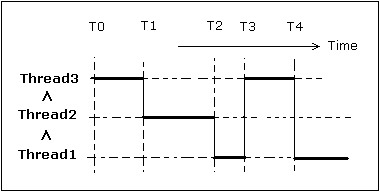 T0 T1 T2 T3 T4
Time
Thread3
^
Thread2
^
Thread1